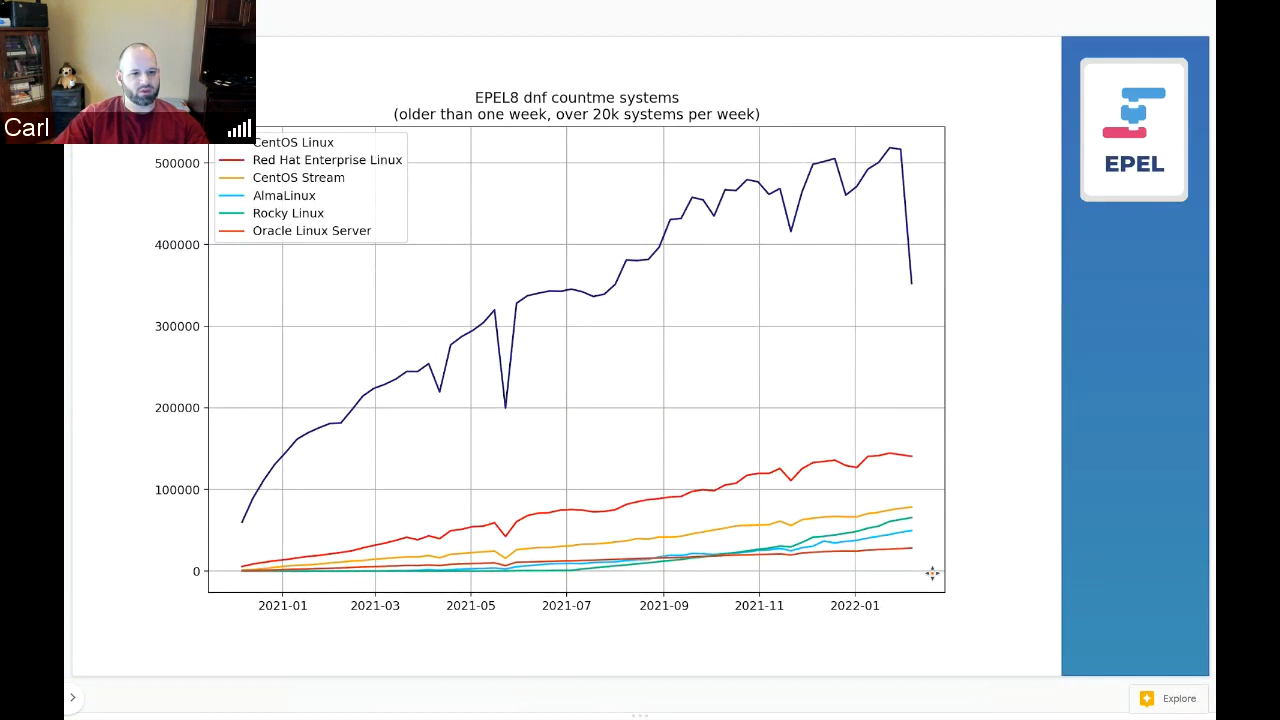 Carl
EPEL8 dnf countme systems
(older than one week, over 20k systems per week)
CentOS Linux
Red Hat Enterprise Linux
CentOS Stream
AlmaLinux
Rocky Linux
Oracle Linux Server
500000
400000
300000
200000
100000
0
2021-01
2021-03
2021-05
2021-07
2021-09
2021-11
2022-01
EPEL
Explore